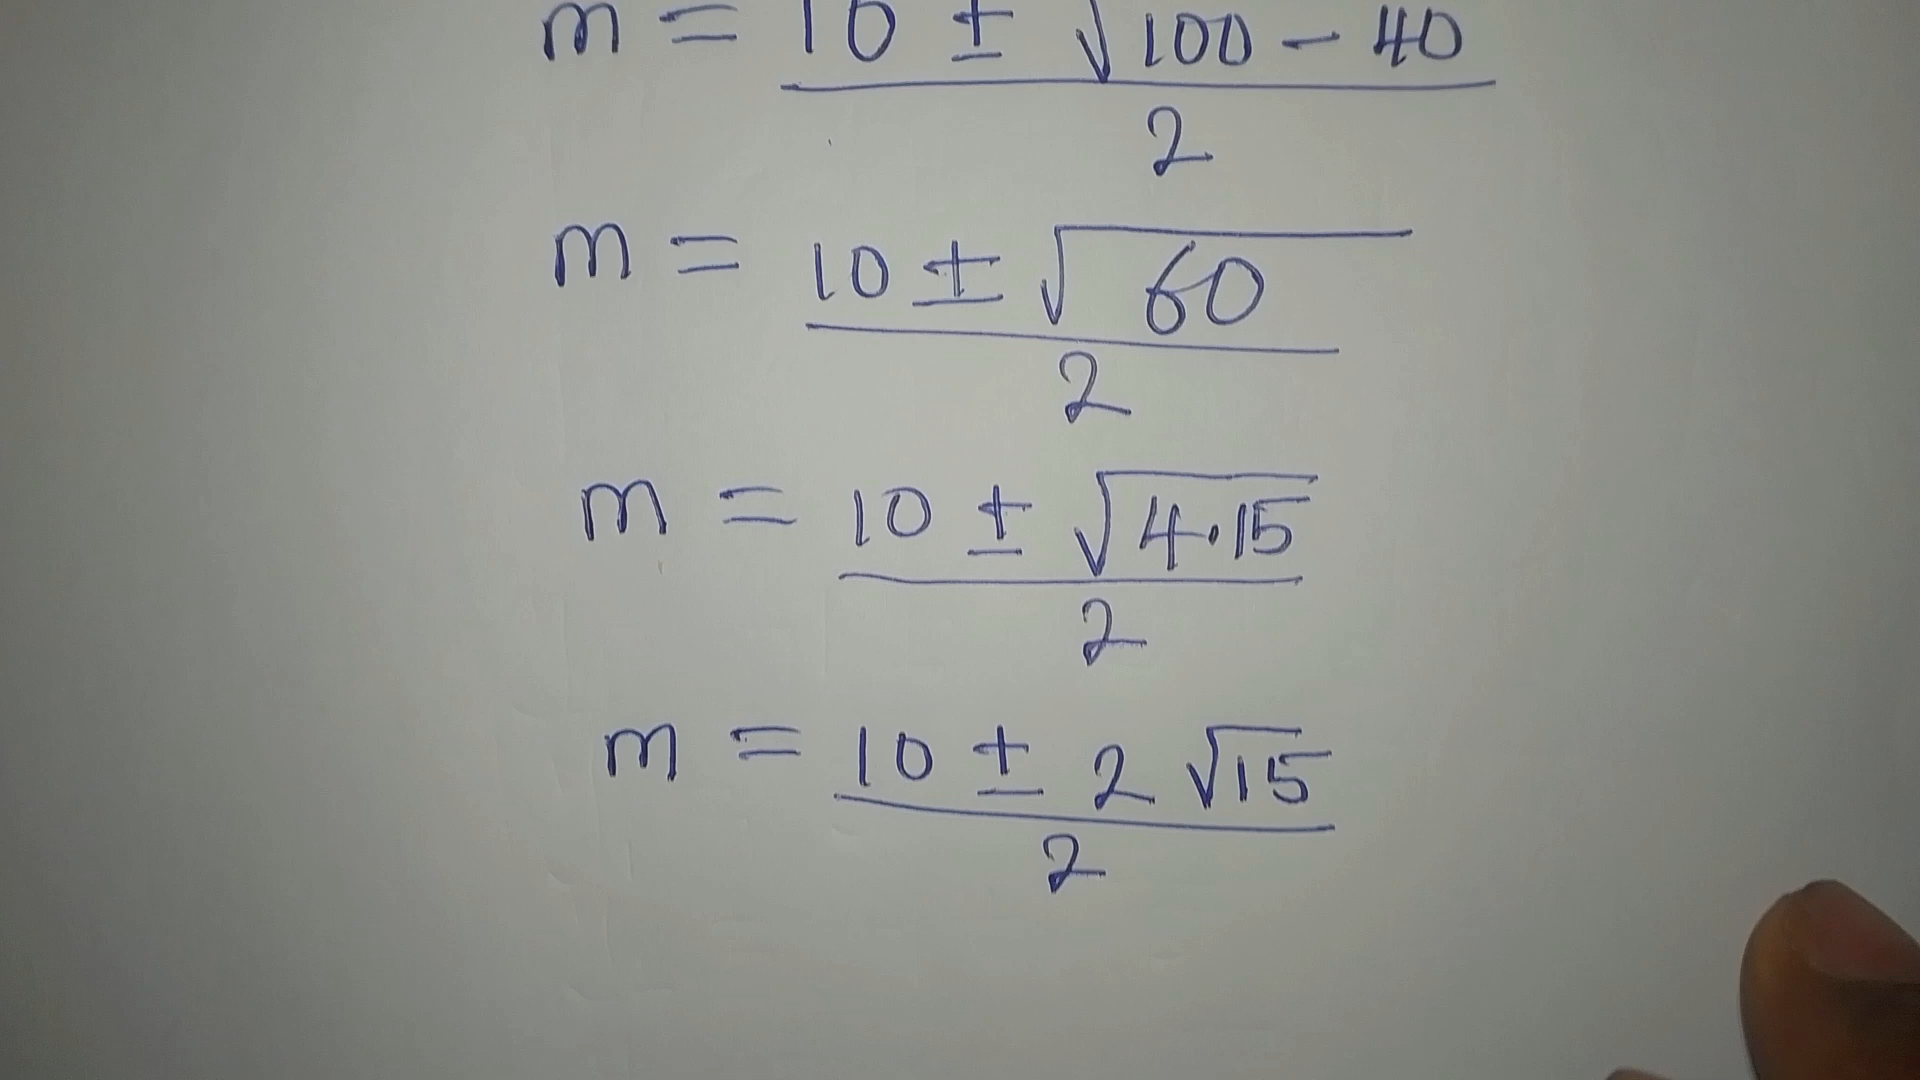 m = 10 ± √100 - 40
2
m = 10 ± √60
2
m = 10 ± √4·15
2
m = 10 ± 2 √15
2